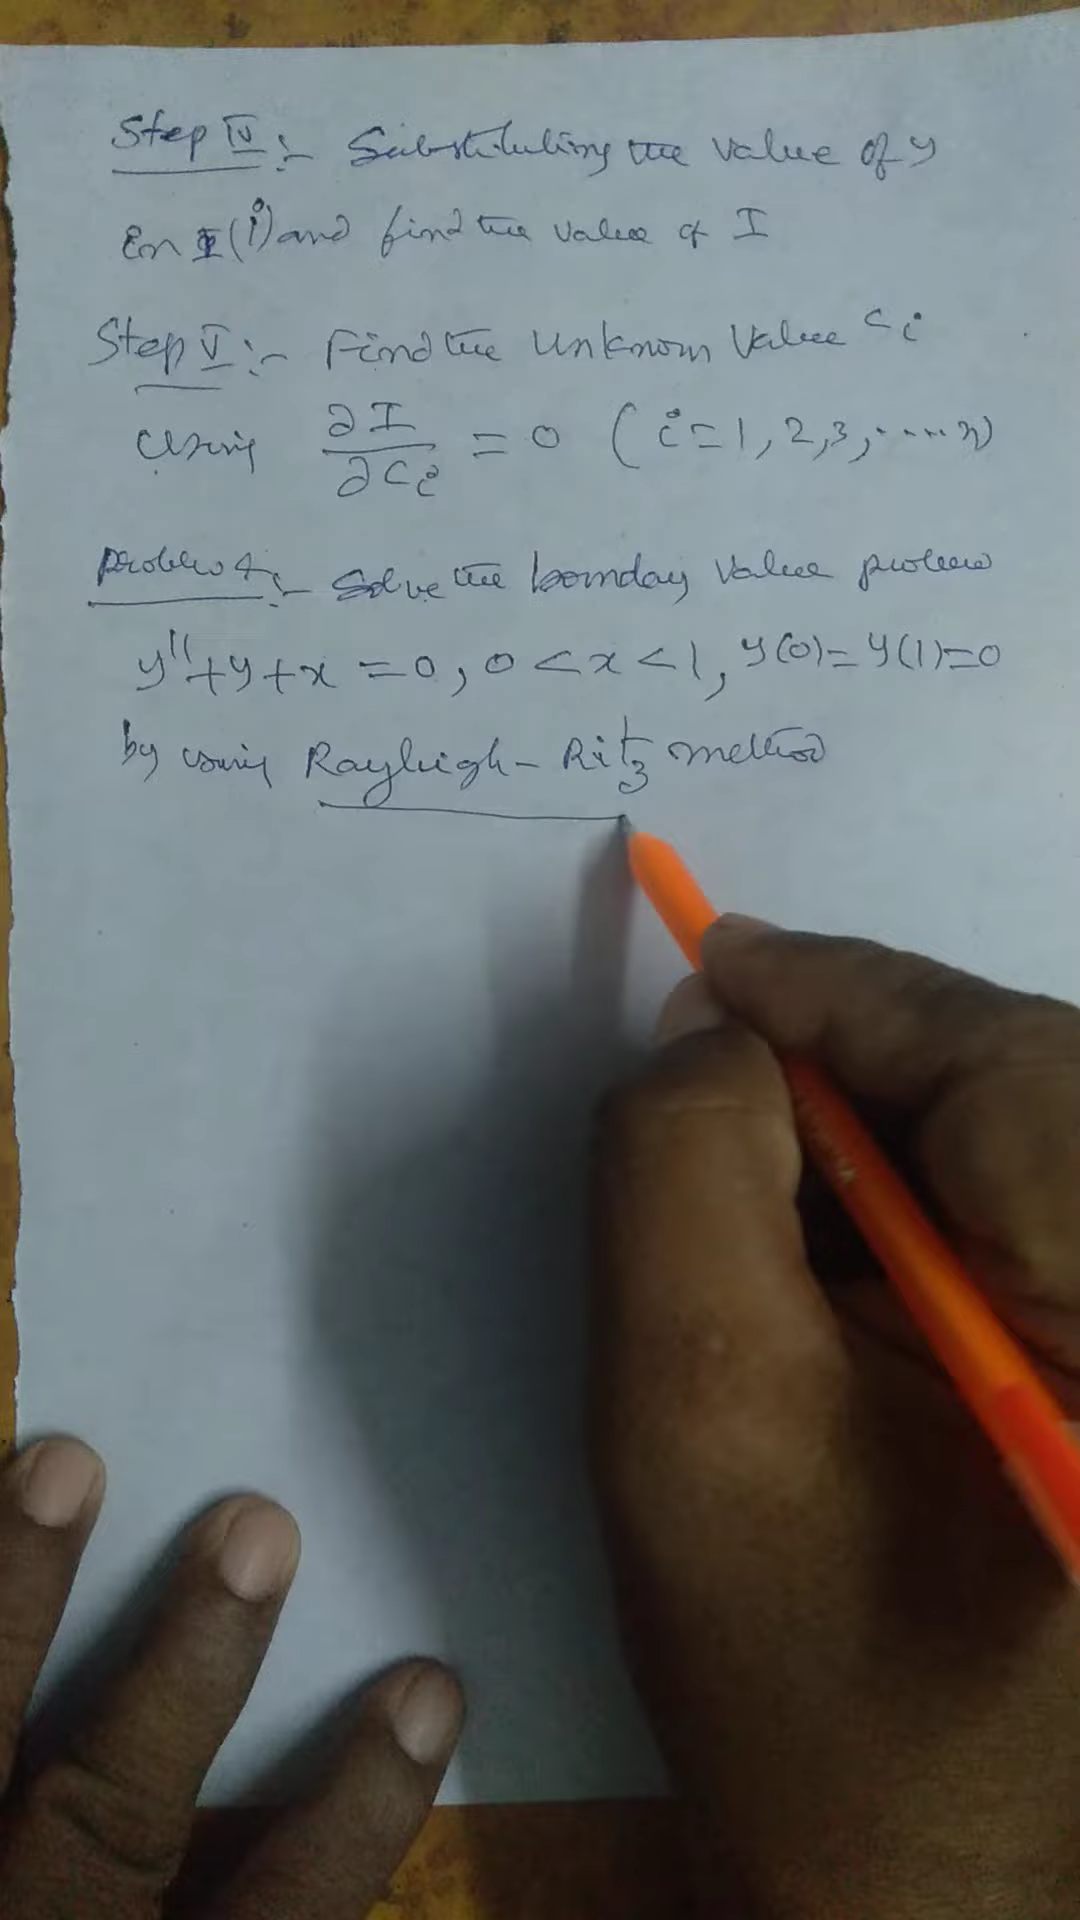 Step IV:- Substituting the value of y
in I (i) and find the value of I
Step V:- Find the unknown value cᵢ
using ∂I/∂cᵢ = 0 (i=1, 2, 3, ....n)
Problem 4:- Solve the bounday value problem
y''+y+x =0, 0<x<1, y(0)=y(1)=0
by using Rayleigh-Ritz method